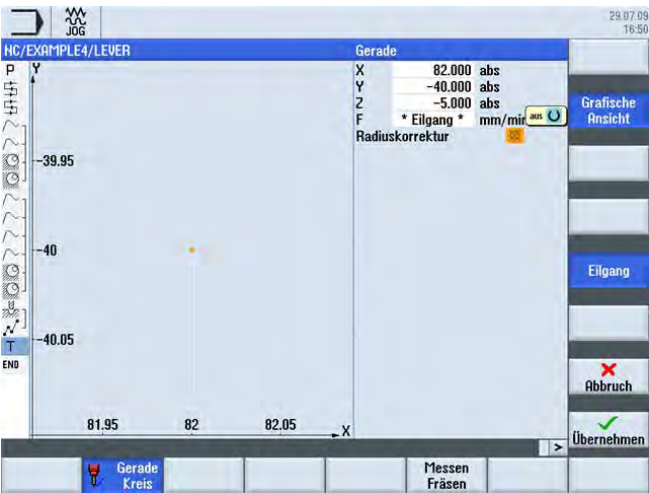 JOG
29.07.09
16:50
NC/EXAMPLE4/LEVER
Gerade
P
Y
X 82.000 abs
Y -40.000 abs
Z -5.000 abs
F * Eilgang * mm/min
aus
Radiuskorrektur
Grafische
Ansicht
-39.95
-40
Eilgang
-40.05
T
END
Abbruch
81.95 82 82.05 X
Übernehmen
>
Gerade
Kreis
Messen
Fräsen